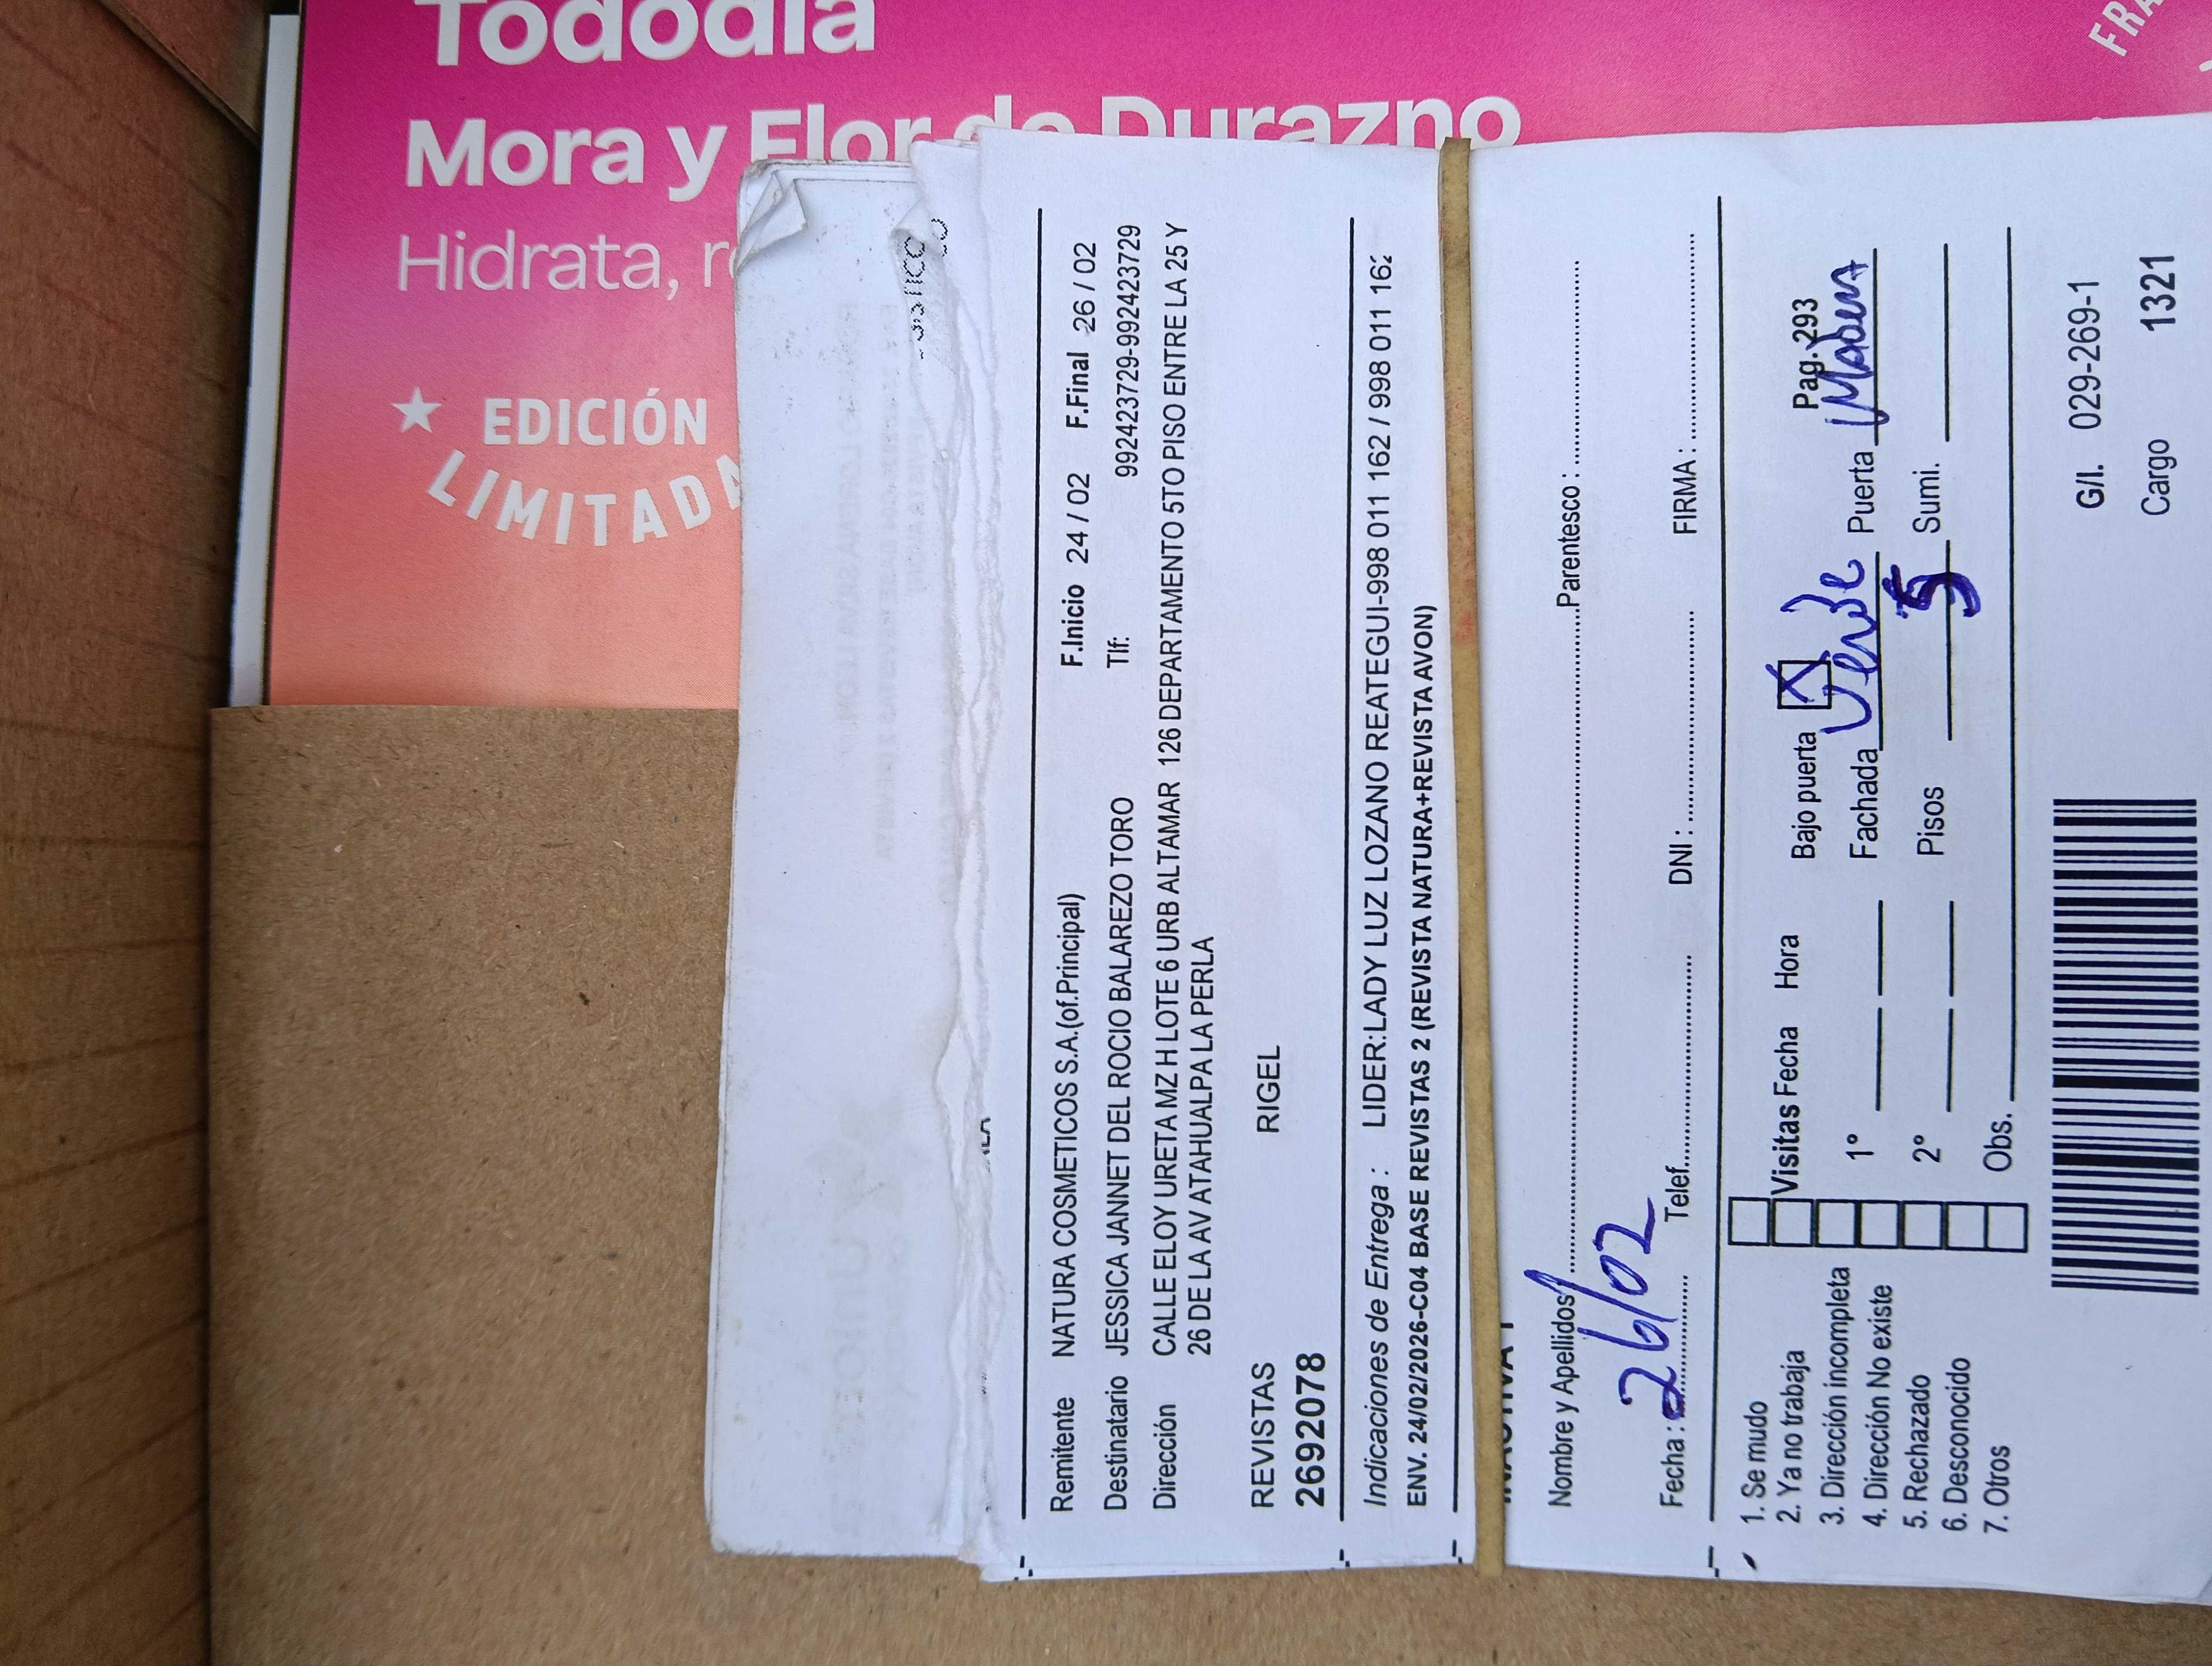 Tododía
Mora y Flor de Durazno
Hidrata,
EDICIÓN
LIMITADA
Remitente NATURA COSMETICOS S.A.(of.Principal) F.Inicio 24 / 02 F.Final 26 / 02
Destinatario JESSICA JANNET DEL ROCIO BALAREZO TORO Tlf: 992423729-992423729
Dirección CALLE ELOY URETA MZ H LOTE 6 URB ALTAMAR 126 DEPARTAMENTO 5TO PISO ENTRE LA 25 Y
26 DE LA AV ATAHUALPA LA PERLA
REVISTAS RIGEL
2692078
Indicaciones de Entrega : LIDER:LADY LUZ LOZANO REATEGUI-998 011 162 / 998 011 162
ENV. 24/02/2026-C04 BASE REVISTAS 2 (REVISTA NATURA+REVISTA AVON)
Nombre y Apellidos Parentesco :
Fecha : 26/02 Telef. DNI : FIRMA :
1. Se mudo
2. Ya no trabaja
3. Dirección incompleta
4. Dirección No existe
5. Rechazado
6. Desconocido
7. Otros
Visitas Fecha Hora Bajo puerta X Pag.293
1º Fachada Verde Puerta Madera
2º Pisos 5 Sumi.
Obs.
G/I. 029-269-1
Cargo 1321